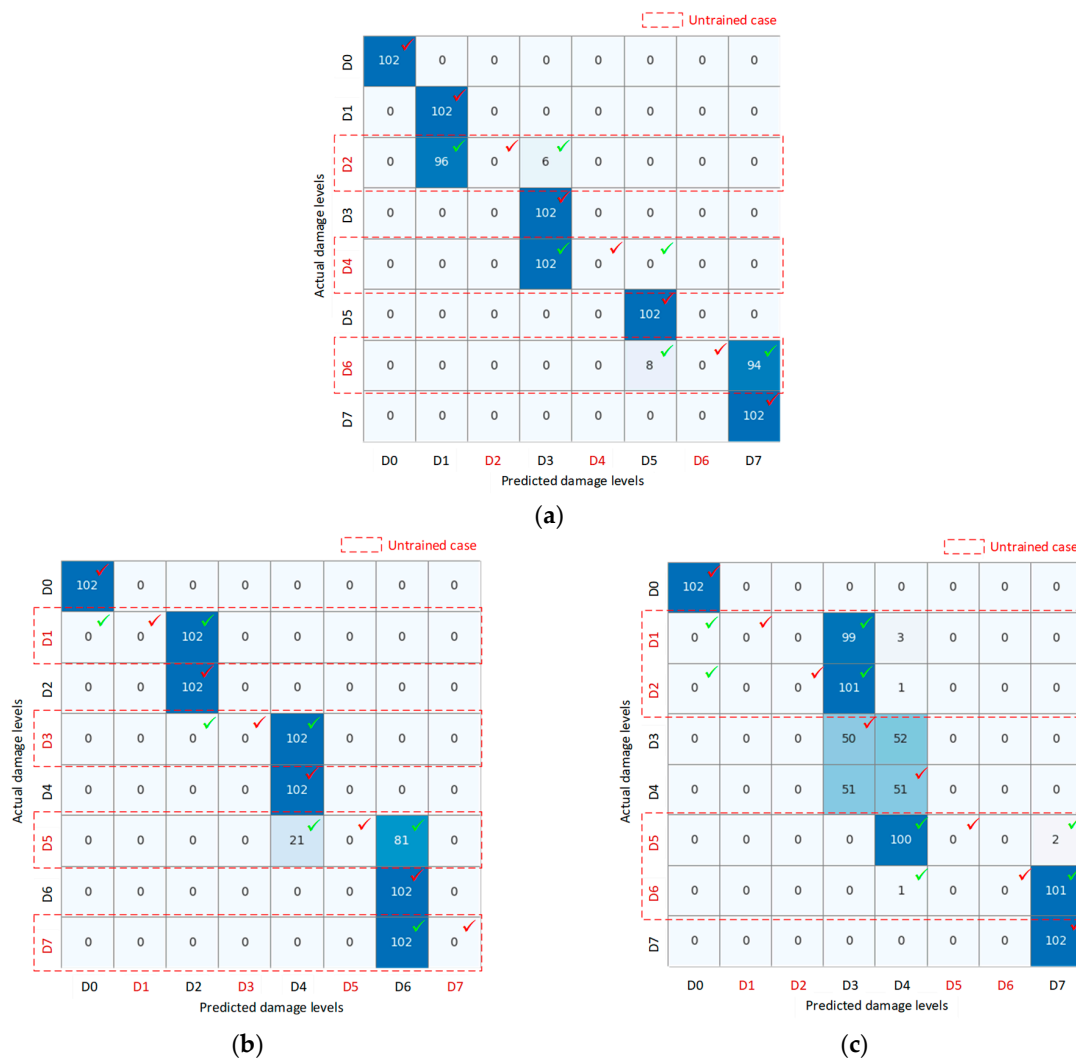 Untrained case
D0 102 0 0 0 0 0 0 0
D1 0 102 0 0 0 0 0 0
D2 0 96 0 6 0 0 0 0
D3 0 0 0 102 0 0 0 0
D4 0 0 0 102 0 0 0 0
D5 0 0 0 0 0 102 0 0
D6 0 0 0 0 0 8 0 94
D7 0 0 0 0 0 0 0 102
Actual damage levels
D0 D1 D2 D3 D4 D5 D6 D7
Predicted damage levels
(a)
Untrained case
D0 102 0 0 0 0 0 0 0
D1 0 0 102 0 0 0 0 0
D2 0 0 102 0 0 0 0 0
D3 0 0 0 0 102 0 0 0
D4 0 0 0 0 102 0 0 0
D5 0 0 0 0 21 0 81 0
D6 0 0 0 0 0 0 102 0
D7 0 0 0 0 0 0 102 0
Actual damage levels
D0 D1 D2 D3 D4 D5 D6 D7
Predicted damage levels
(b)
Untrained case
D0 102 0 0 0 0 0 0 0
D1 0 0 0 99 3 0 0 0
D2 0 0 0 101 1 0 0 0
D3 0 0 0 50 52 0 0 0
D4 0 0 0 51 51 0 0 0
D5 0 0 0 0 100 0 0 2
D6 0 0 0 0 1 0 0 101
D7 0 0 0 0 0 0 0 102
Actual damage levels
D0 D1 D2 D3 D4 D5 D6 D7
Predicted damage levels
(c)